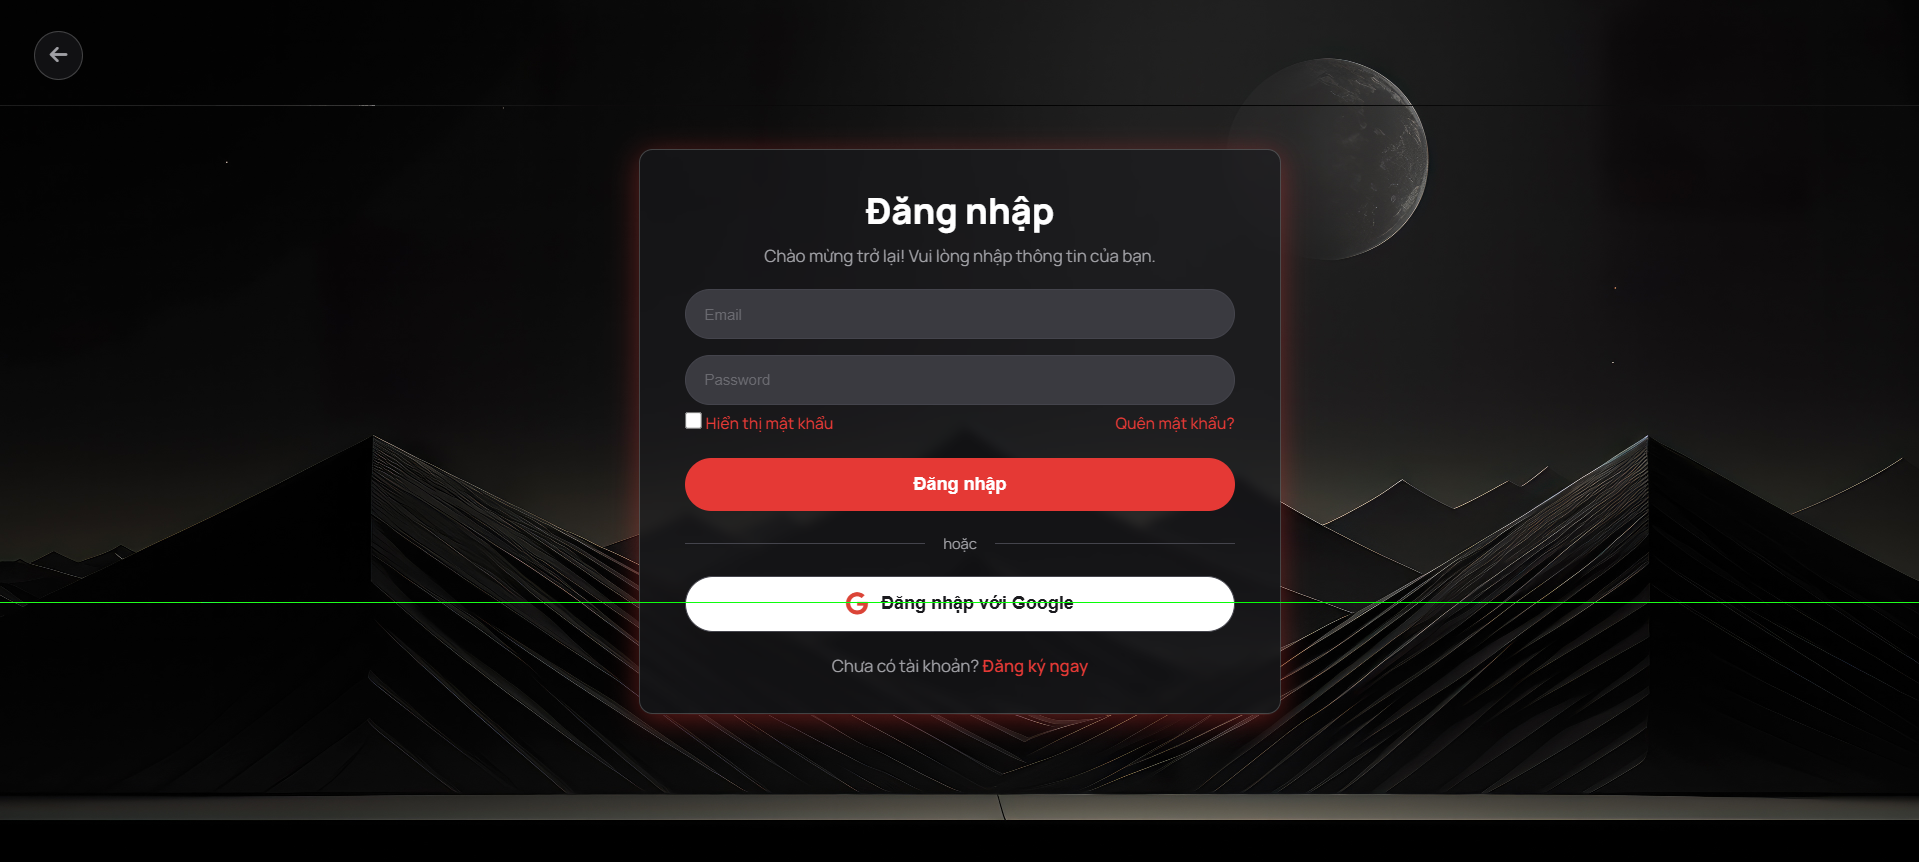 Đăng nhập
Chào mừng trở lại! Vui lòng nhập thông tin của bạn.
Email
Password
Hiển thị mật khẩu
Quên mật khẩu?
Đăng nhập
hoặc
Đăng nhập với Google
Chưa có tài khoản? Đăng ký ngay